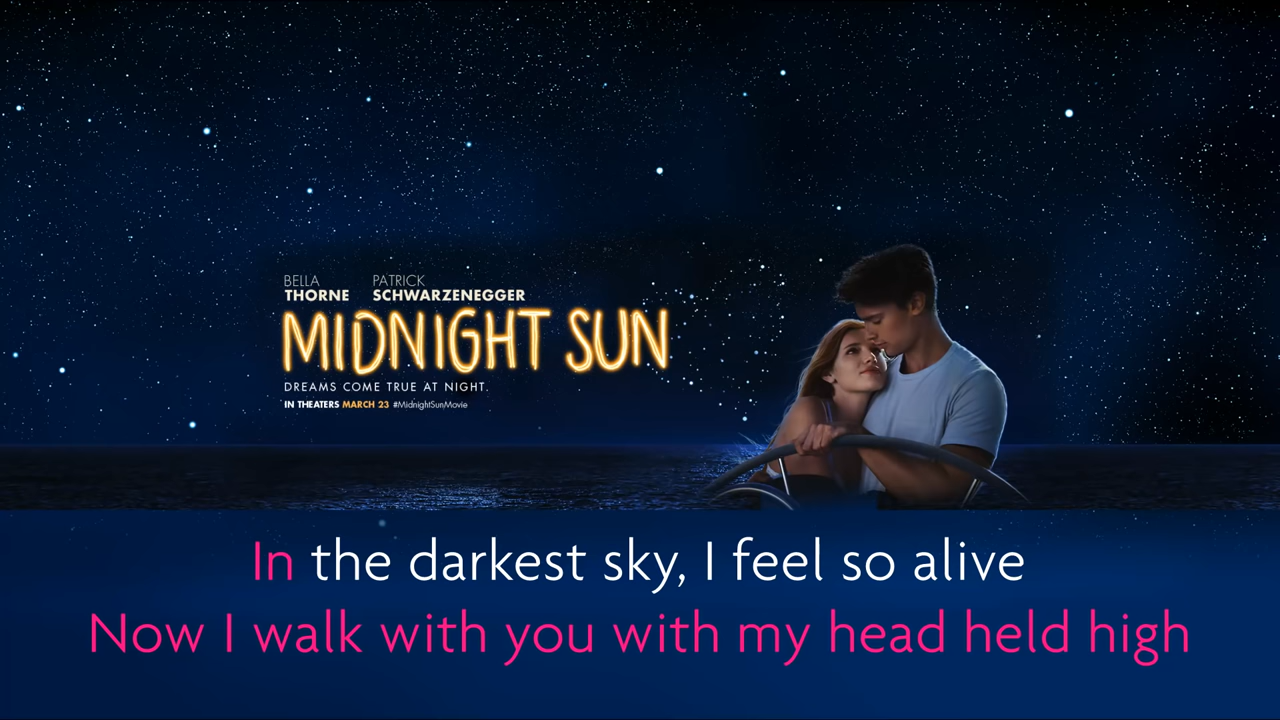 BELLA PATRICK
THORNE SCHWARZENEGGER
MIDNIGHT SUN
DREAMS COME TRUE AT NIGHT.
IN THEATERS MARCH 23 #MidnightSunMovie
In the darkest sky, I feel so alive
Now I walk with you with my head held high